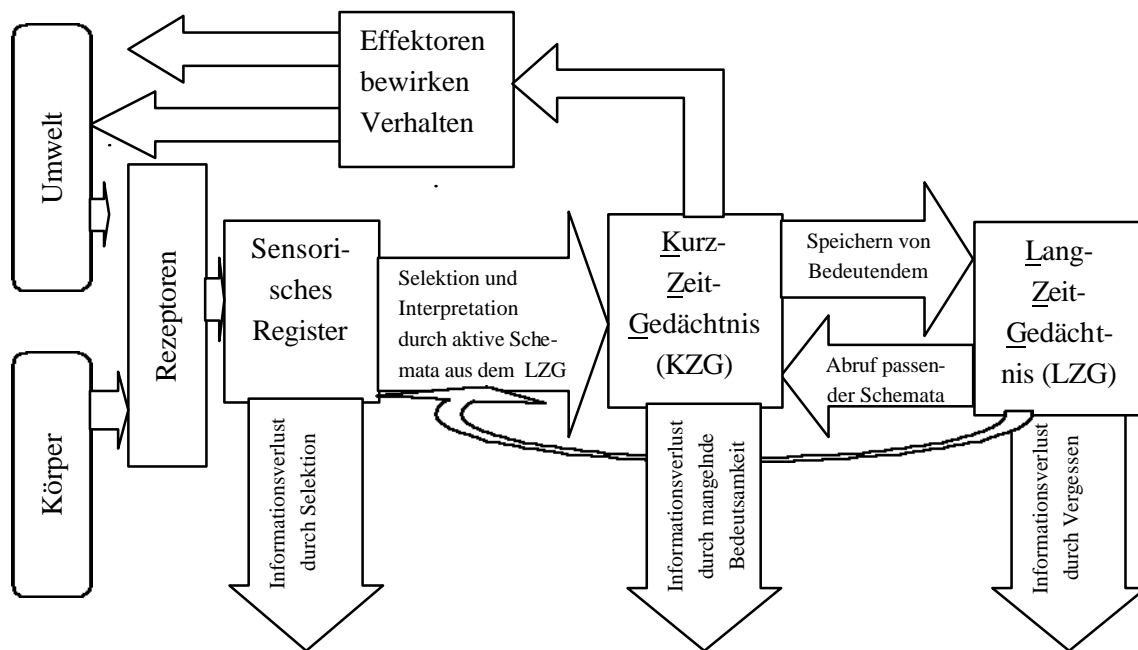 Effektoren
bewirken
Verhalten
Umwelt
Körper
Rezeptoren
Sensori-
sches
Register
Selektion und
Interpretation
durch aktive Sche-
mata aus dem LZG
Kurz-
Zeit-
Gedächtnis
(KZG)
Speichern von
Bedeutendem
Abruf passen-
der Schemata
Lang-
Zeit-
Gedächt-
nis (LZG)
Informationsverlust
durch Selektion
Informationsverlust
durch mangelnde
Bedeutsamkeit
Informationsverlust
durch Vergessen